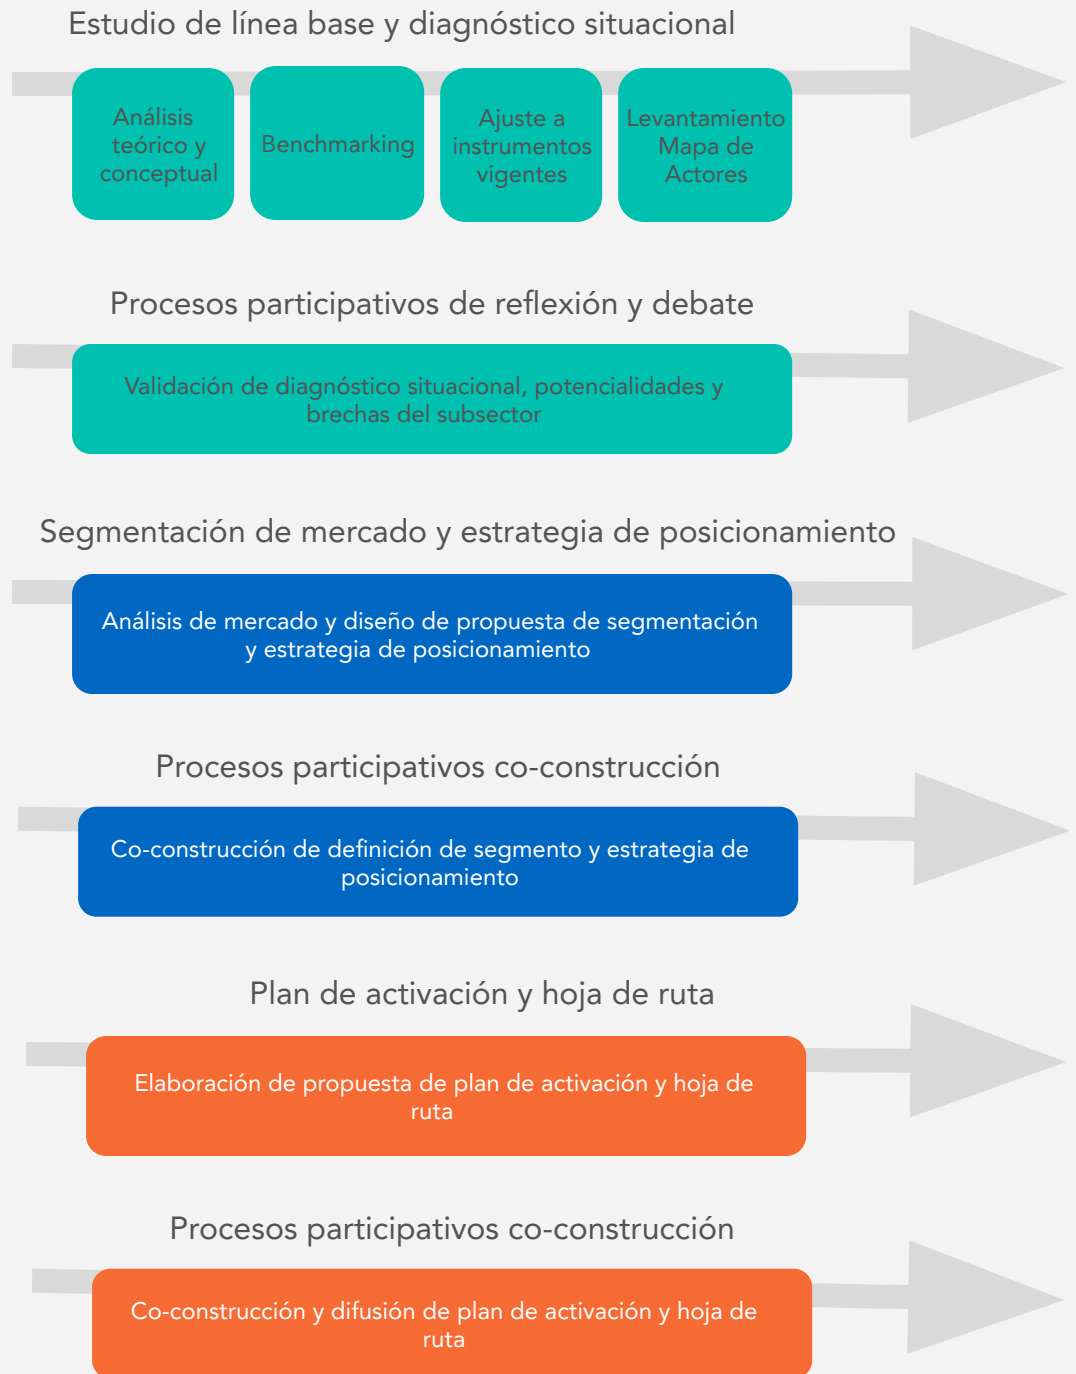 Estudio de línea base y diagnóstico situacional
Análisis
teórico y
conceptual
Benchmarking
Ajuste a
instrumentos
vigentes
Levantamiento
Mapa de
Actores
Procesos participativos de reflexión y debate
Validación de diagnóstico situacional, potencialidades y
brechas del subsector
Segmentación de mercado y estrategia de posicionamiento
Análisis de mercado y diseño de propuesta de segmentación
y estrategia de posicionamiento
Procesos participativos co-construcción
Co-construcción de definición de segmento y estrategia de
posicionamiento
Plan de activación y hoja de ruta
Elaboración de propuesta de plan de activación y hoja de
ruta
Procesos participativos co-construcción
Co-construcción y difusión de plan de activación y hoja de
ruta